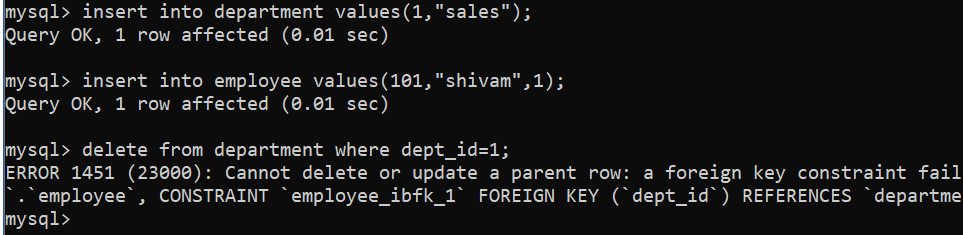 mysql> insert into department values(1,"sales");
Query OK, 1 row affected (0.01 sec)
mysql> insert into employee values(101,"shivam",1);
Query OK, 1 row affected (0.01 sec)
mysql> delete from department where dept_id=1;
ERROR 1451 (23000): Cannot delete or update a parent row: a foreign key constraint fail
`.`employee`, CONSTRAINT `employee_ibfk_1` FOREIGN KEY (`dept_id`) REFERENCES `departme
mysql>